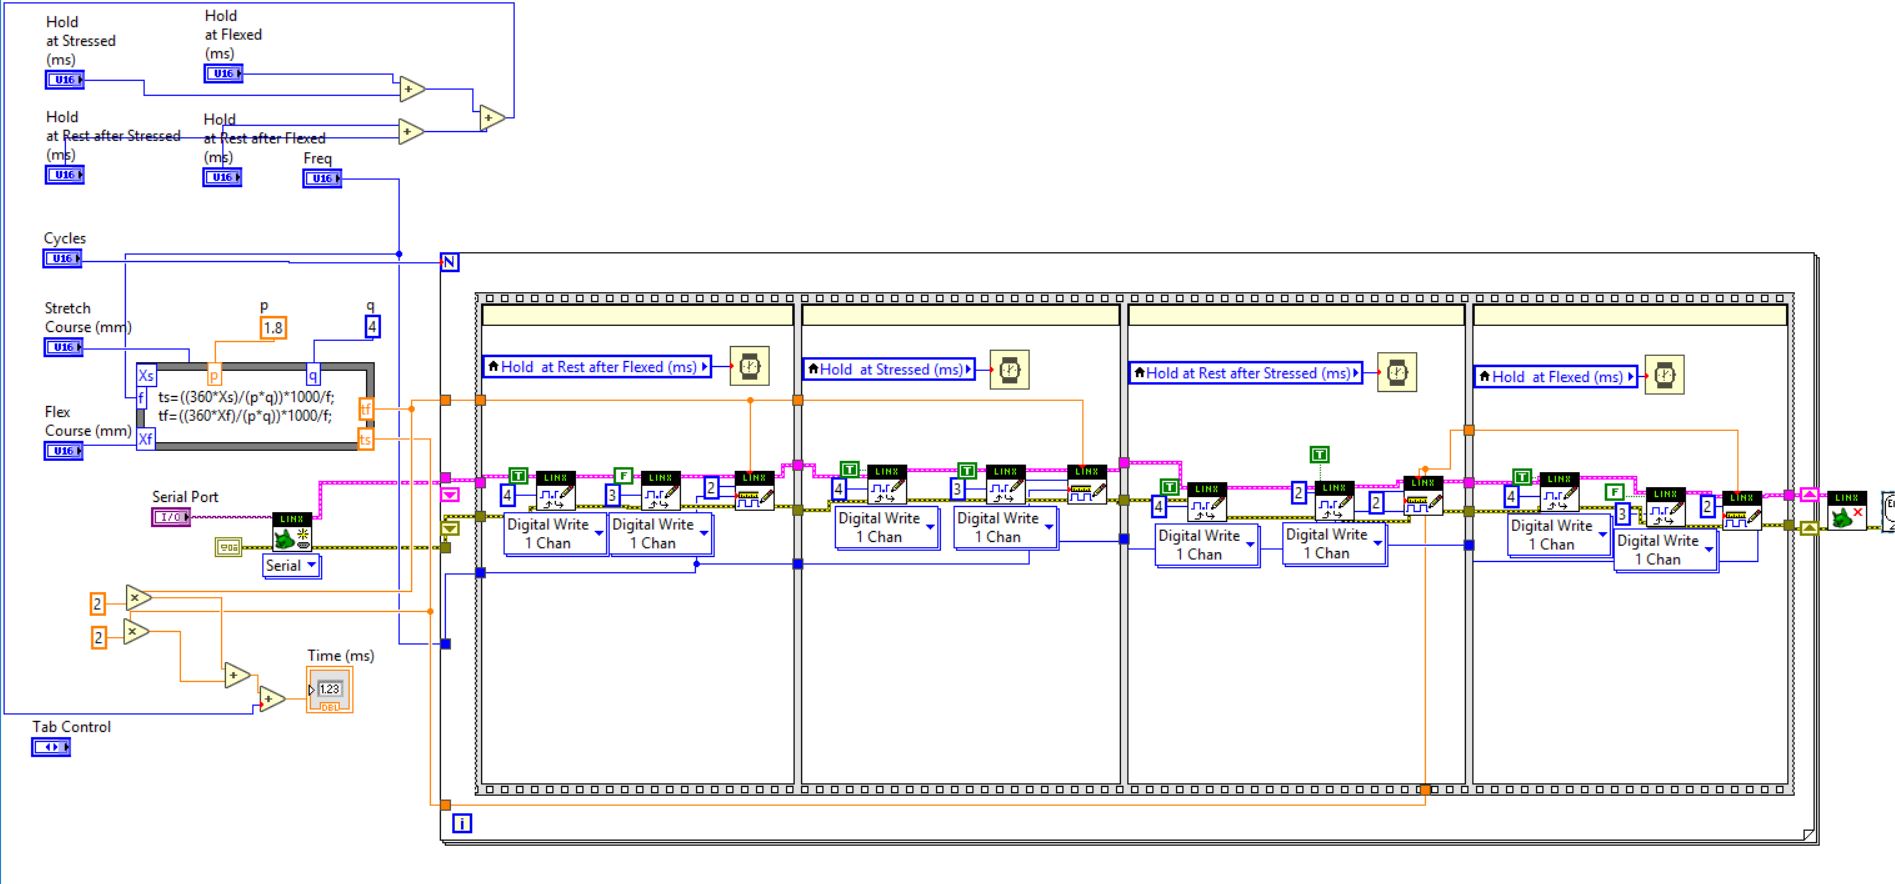 Hold
at Stressed
(ms)
U16
Hold
at Flexed
(ms)
U16
Hold
at Rest after Stressed
(ms)
U16
Hold
at Rest after Flexed
(ms)
U16
Freq
U16
Cycles
U16
N
Stretch
Course (mm)
U16
p
1.8
q
4
Xs
p
q
f
ts=((360*Xs)/(p*q))*1000/f;
tf=((360*Xf)/(p*q))*1000/f;
tf
ts
Xf
Flex
Course (mm)
U16
Serial Port
I/O
LINX
Serial
2
×
2
×
+
+
+
+
+
Time (ms)
1.23
DBL
Tab Control
i
Hold at Rest after Flexed (ms)
T
4
LINX
Digital Write
1 Chan
F
3
LINX
Digital Write
1 Chan
2
LINX
Hold at Stressed (ms)
T
4
LINX
Digital Write
1 Chan
T
3
LINX
Digital Write
1 Chan
LINX
Hold at Rest after Stressed (ms)
T
4
LINX
Digital Write
1 Chan
T
2
LINX
Digital Write
1 Chan
2
LINX
Hold at Flexed (ms)
T
4
LINX
Digital Write
1 Chan
F
3
LINX
Digital Write
1 Chan
2
LINX
LINX